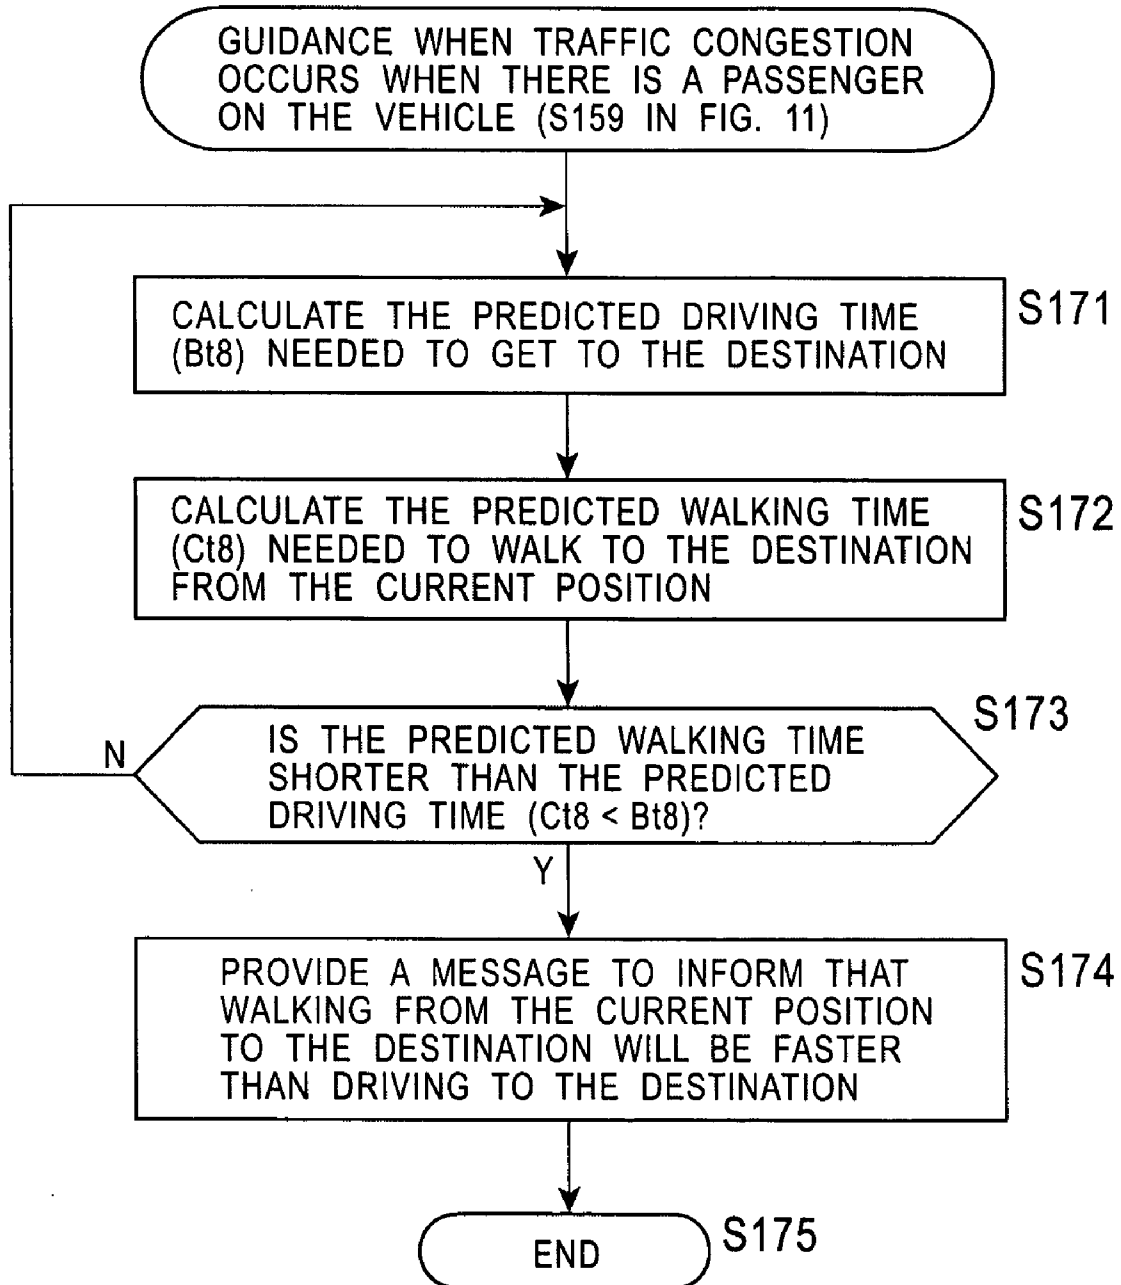 GUIDANCE WHEN TRAFFIC CONGESTION
OCCURS WHEN THERE IS A PASSENGER
ON THE VEHICLE (S159 IN FIG. 11)
S171
CALCULATE THE PREDICTED DRIVING TIME
(Bt8) NEEDED TO GET TO THE DESTINATION
S172
CALCULATE THE PREDICTED WALKING TIME
(Ct8) NEEDED TO WALK TO THE DESTINATION
FROM THE CURRENT POSITION
S173
N
IS THE PREDICTED WALKING TIME
SHORTER THAN THE PREDICTED
DRIVING TIME (Ct8 < Bt8)?
Y
S174
PROVIDE A MESSAGE TO INFORM THAT
WALKING FROM THE CURRENT POSITION
TO THE DESTINATION WILL BE FASTER
THAN DRIVING TO THE DESTINATION
S175
END